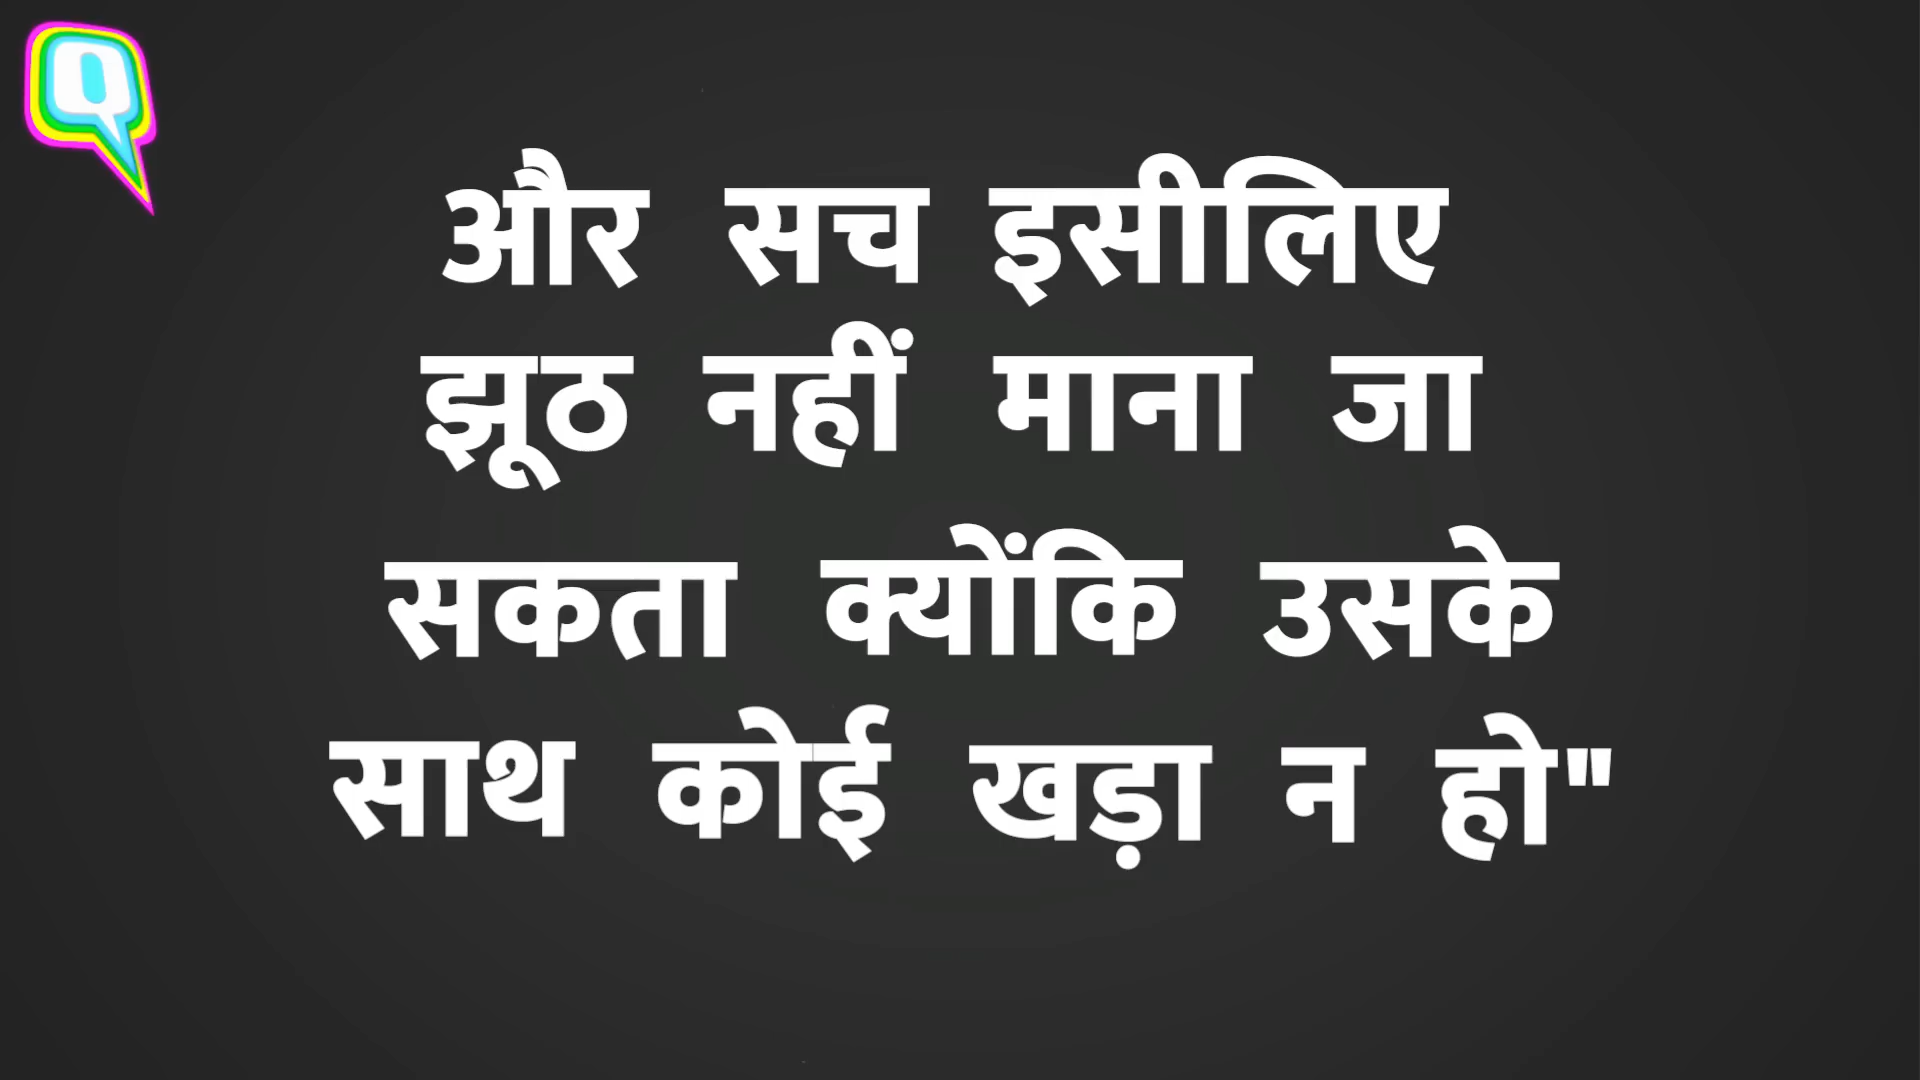 और सच इसीलिए
झूठ नहीं माना जा
सकता क्योंकि उसके
साथ कोई खड़ा न हो"